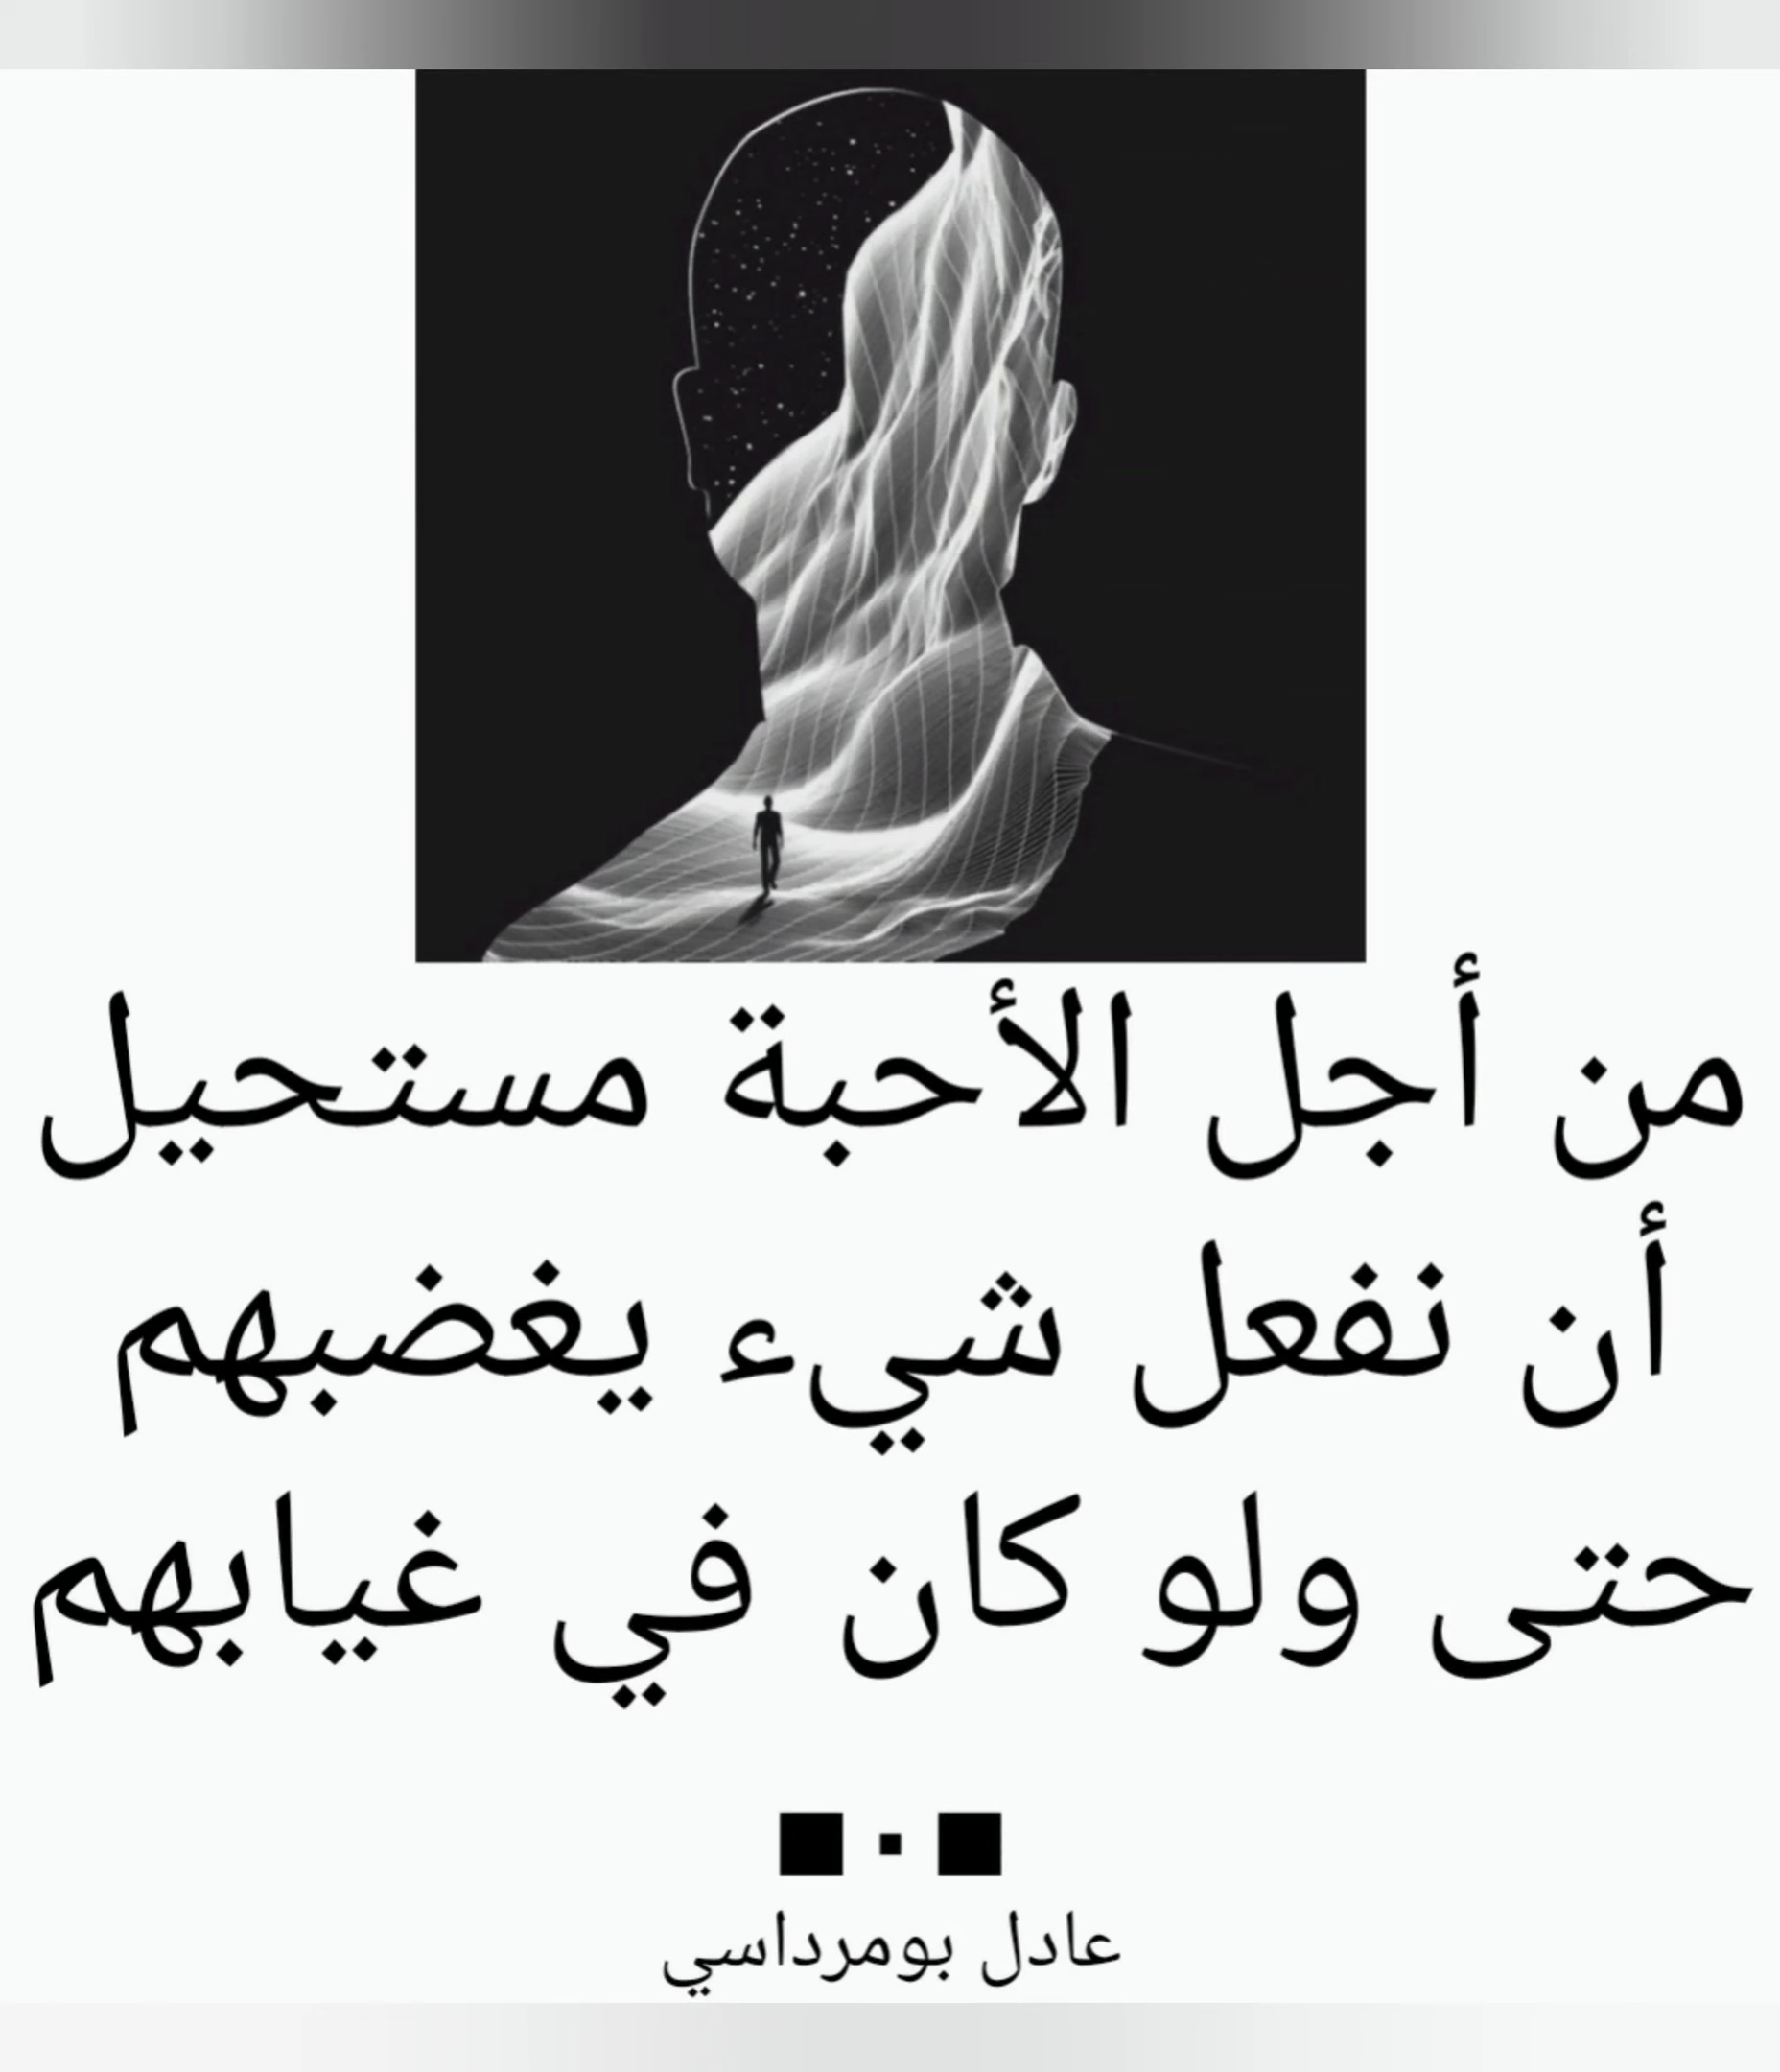 من أجل الأحبة مستحيل
أن نفعل شيء يغضبهم
حتى ولو كان في غيابهم
عادل بومرداسي